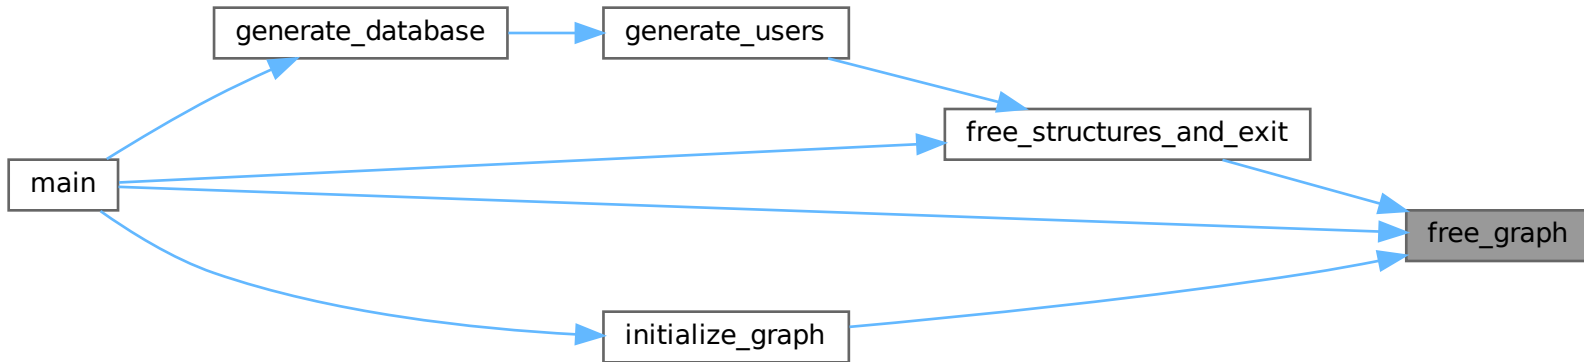 generate_database
generate_users
free_structures_and_exit
main
free_graph
initialize_graph